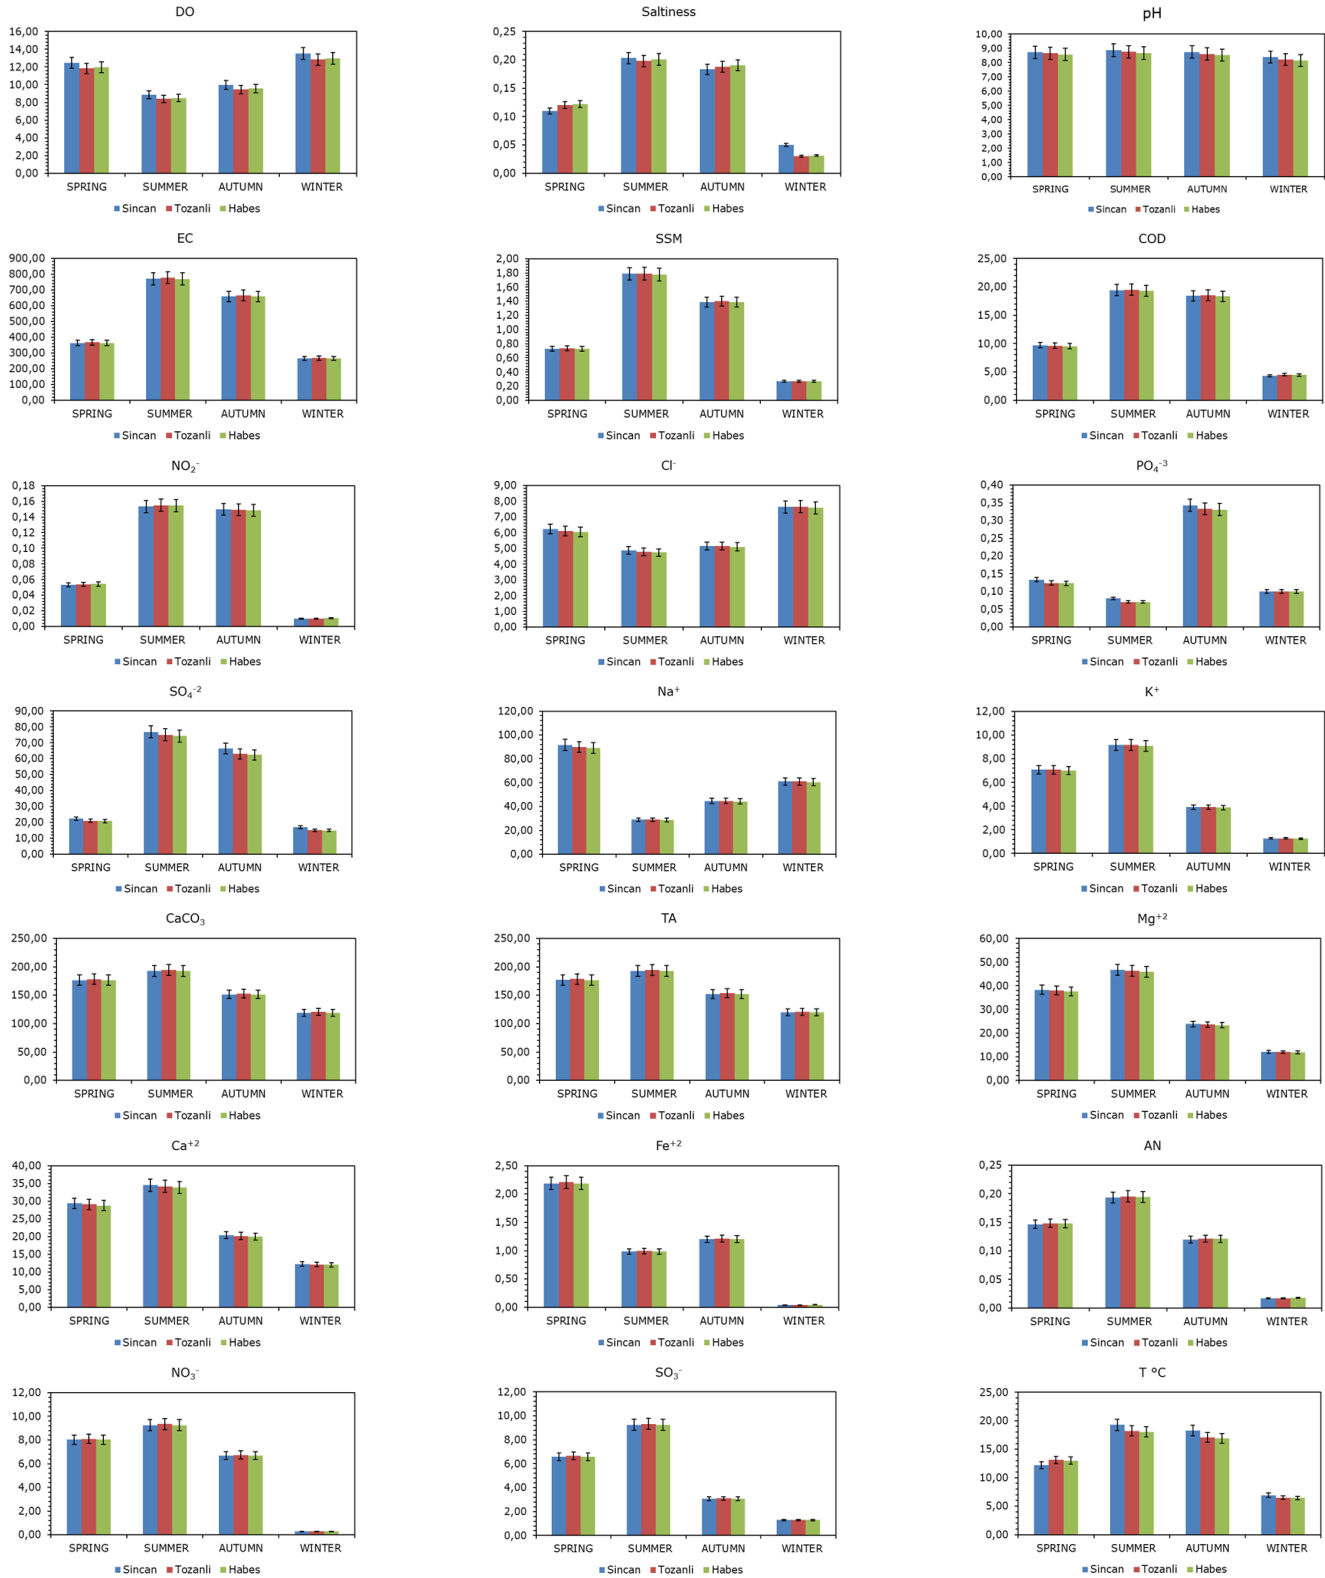 DO
16,00
14,00
12,00
10,00
8,00
6,00
4,00
2,00
0,00
SPRING SUMMER AUTUMN WINTER
Sincan Tozanli Habes
Saltiness
0,25
0,20
0,15
0,10
0,05
0,00
SPRING SUMMER AUTUMN WINTER
Sincan Tozanli Habes
pH
10,00
9,00
8,00
7,00
6,00
5,00
4,00
3,00
2,00
1,00
0,00
SPRING SUMMER AUTUMN WINTER
Sincan Tozanli Habes
EC
900,00
800,00
700,00
600,00
500,00
400,00
300,00
200,00
100,00
0,00
SPRING SUMMER AUTUMN WINTER
Sincan Tozanli Habes
SSM
2,00
1,80
1,60
1,40
1,20
1,00
0,80
0,60
0,40
0,20
0,00
SPRING SUMMER AUTUMN WINTER
Sincan Tozanli Habes
COD
25,00
20,00
15,00
10,00
5,00
0,00
SPRING SUMMER AUTUMN WINTER
Sincan Tozanli Habes
NO₂⁻
0,18
0,16
0,14
0,12
0,10
0,08
0,06
0,04
0,02
0,00
SPRING SUMMER AUTUMN WINTER
Sincan Tozanli Habes
Cl⁻
9,00
8,00
7,00
6,00
5,00
4,00
3,00
2,00
1,00
0,00
SPRING SUMMER AUTUMN WINTER
Sincan Tozanli Habes
PO₄⁻³
0,40
0,35
0,30
0,25
0,20
0,15
0,10
0,05
0,00
SPRING SUMMER AUTUMN WINTER
Sincan Tozanli Habes
SO₄⁻²
90,00
80,00
70,00
60,00
50,00
40,00
30,00
20,00
10,00
0,00
SPRING SUMMER AUTUMN WINTER
Sincan Tozanli Habes
Na⁺
120,00
100,00
80,00
60,00
40,00
20,00
0,00
SPRING SUMMER AUTUMN WINTER
Sincan Tozanli Habes
K⁺
12,00
10,00
8,00
6,00
4,00
2,00
0,00
SPRING SUMMER AUTUMN WINTER
Sincan Tozanli Habes
CaCO₃
250,00
200,00
150,00
100,00
50,00
0,00
SPRING SUMMER AUTUMN WINTER
Sincan Tozanli Habes
TA
250,00
200,00
150,00
100,00
50,00
0,00
SPRING SUMMER AUTUMN WINTER
Sincan Tozanli Habes
Mg⁺²
60,00
50,00
40,00
30,00
20,00
10,00
0,00
SPRING SUMMER AUTUMN WINTER
Sincan Tozanli Habes
Ca⁺²
40,00
35,00
30,00
25,00
20,00
15,00
10,00
5,00
0,00
SPRING SUMMER AUTUMN WINTER
Sincan Tozanli Habes
Fe⁺²
2,50
2,00
1,50
1,00
0,50
0,00
SPRING SUMMER AUTUMN WINTER
Sincan Tozanli Habes
AN
0,25
0,20
0,15
0,10
0,05
0,00
SPRING SUMMER AUTUMN WINTER
Sincan Tozanli Habes
NO₃⁻
12,00
10,00
8,00
6,00
4,00
2,00
0,00
SPRING SUMMER AUTUMN WINTER
Sincan Tozanli Habes
SO₃⁻
12,00
10,00
8,00
6,00
4,00
2,00
0,00
SPRING SUMMER AUTUMN WINTER
Sincan Tozanli Habes
T ºC
25,00
20,00
15,00
10,00
5,00
0,00
SPRING SUMMER AUTUMN WINTER
Sincan Tozanli Habes